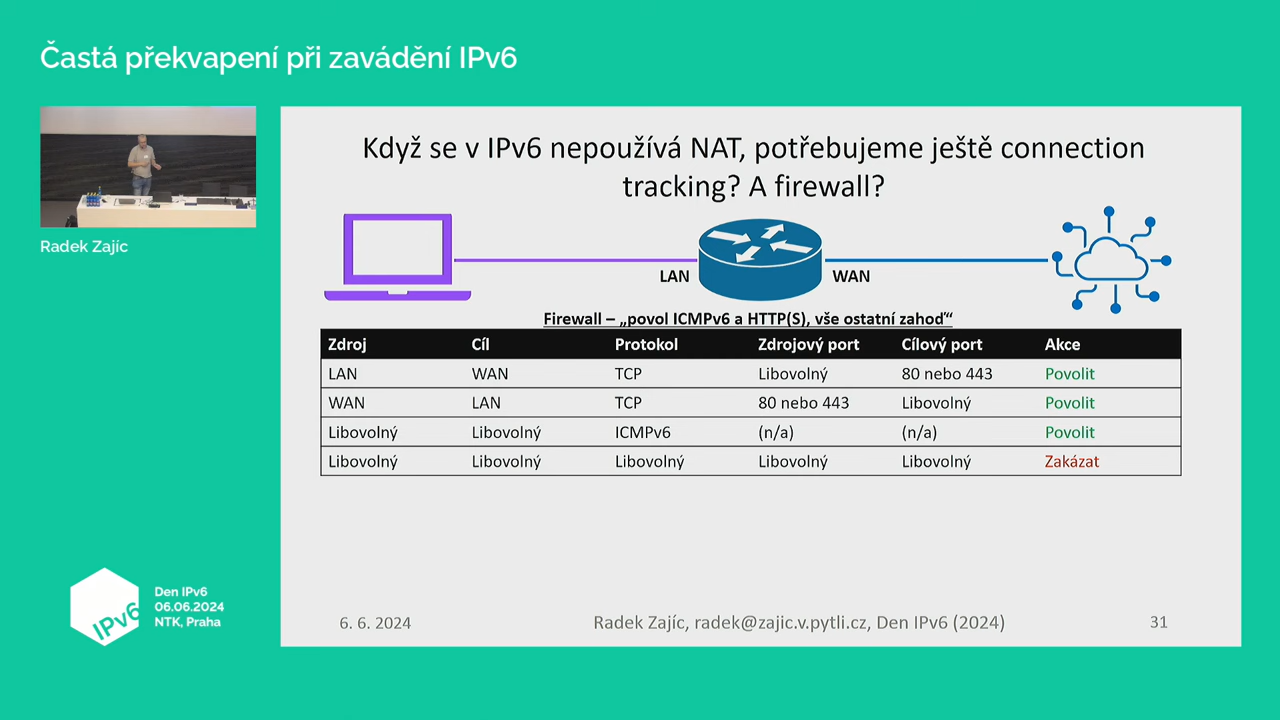 Častá překvapení při zavádění IPv6
Radek Zajíc
Když se v IPv6 nepoužívá NAT, potřebujeme ještě connection
tracking? A firewall?
LAN WAN
Firewall – „povol ICMPv6 a HTTP(S), vše ostatní zahoď“
Zdroj Cíl Protokol Zdrojový port Cílový port Akce
LAN WAN TCP Libovolný 80 nebo 443 Povolit
WAN LAN TCP 80 nebo 443 Libovolný Povolit
Libovolný Libovolný ICMPv6 (n/a) (n/a) Povolit
Libovolný Libovolný Libovolný Libovolný Libovolný Zakázat
IPv6
Den IPv6
06.06.2024
NTK, Praha
6. 6. 2024 Radek Zajíc, radek@zajic.v.pytli.cz, Den IPv6 (2024) 31